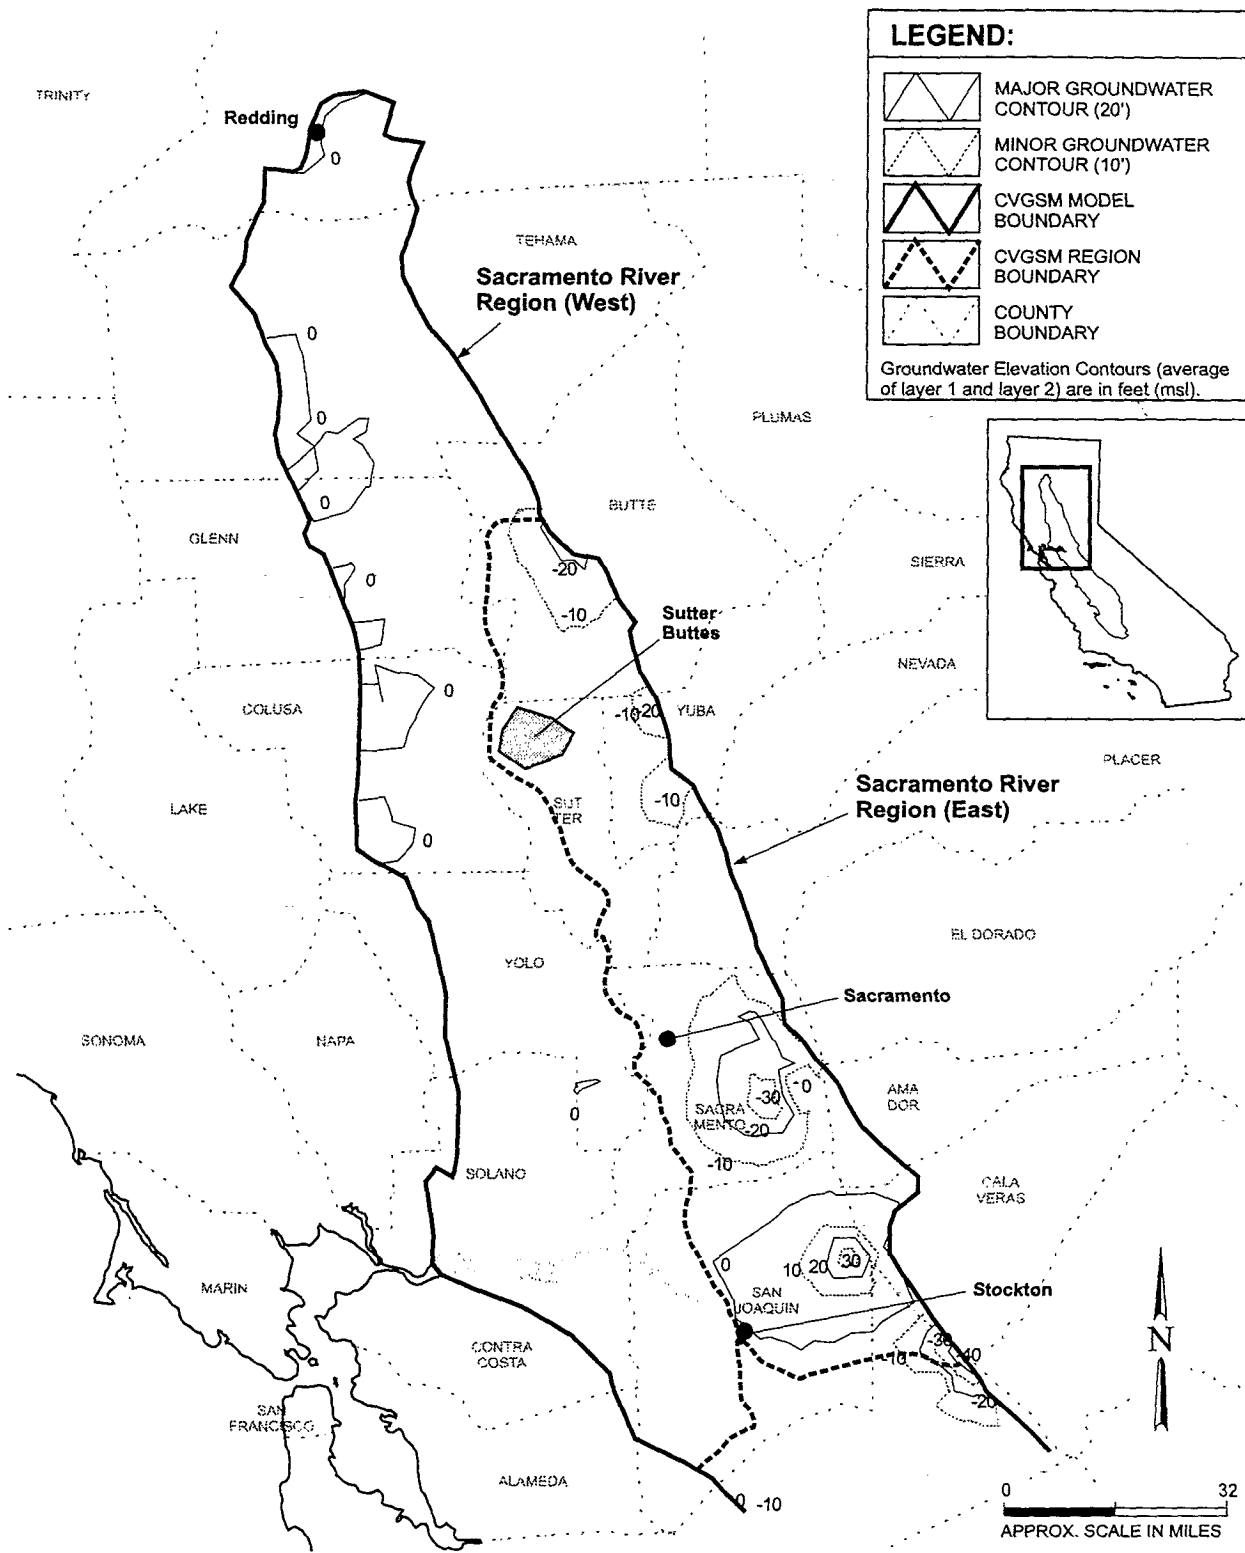 LEGEND:
MAJOR GROUNDWATER
CONTOUR (20')
MINOR GROUNDWATER
CONTOUR (10')
CVGSM MODEL
BOUNDARY
CVGSM REGION
BOUNDARY
COUNTY
BOUNDARY
Groundwater Elevation Contours (average
of layer 1 and layer 2) are in feet (msl).
TRINITY
Redding
0
TEHAMA
Sacramento River
Region (West)
0
0
PLUMAS
0
BUTTE
GLENN
SIERRA
-20
0
-10
Sutter
Buttes
NEVADA
0
COLUSA
-10
-20
YUBA
PLACER
Sacramento River
Region (East)
-10
LAKE
SUT
TER
0
EL DORADO
YOLO
Sacramento
SONOMA
NAPA
0
-30
AMA
DOR
0
SACRA
MENTO
-20
-10
SOLANO
CALA
VERAS
0
10
20
30
MARIN
SAN
JOAQUIN
Stockton
CONTRA
COSTA
-30
-40
-10
-20
N
SAN
FRANCISCO
ALAMEDA
0
-10
0
32
APPROX. SCALE IN MILES